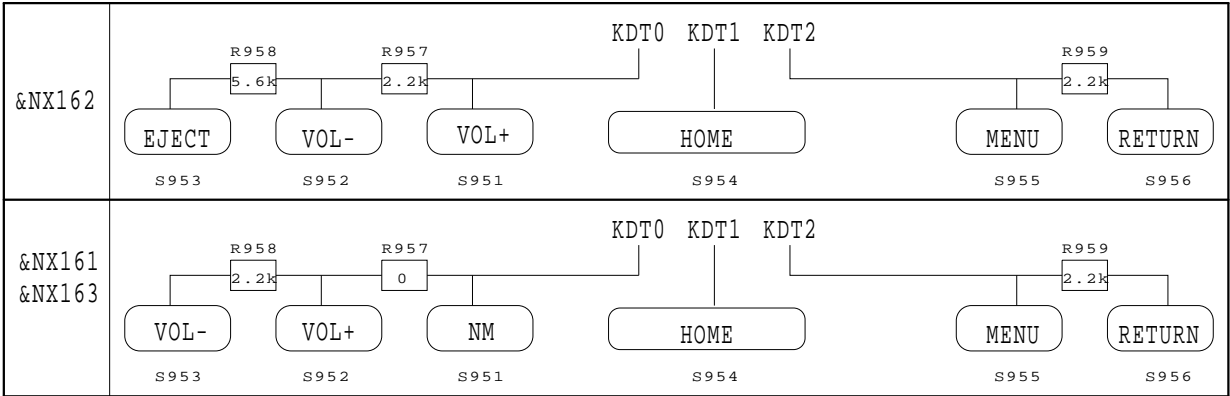 KDT0 KDT1 KDT2
R958 R957 R959
5.6k 2.2k 2.2k
&NX162
EJECT VOL- VOL+ HOME MENU RETURN
S953 S952 S951 S954 S955 S956
KDT0 KDT1 KDT2
R958 R957 R959
&NX161
2.2k 0 2.2k
&NX163
VOL- VOL+ NM HOME MENU RETURN
S953 S952 S951 S954 S955 S956